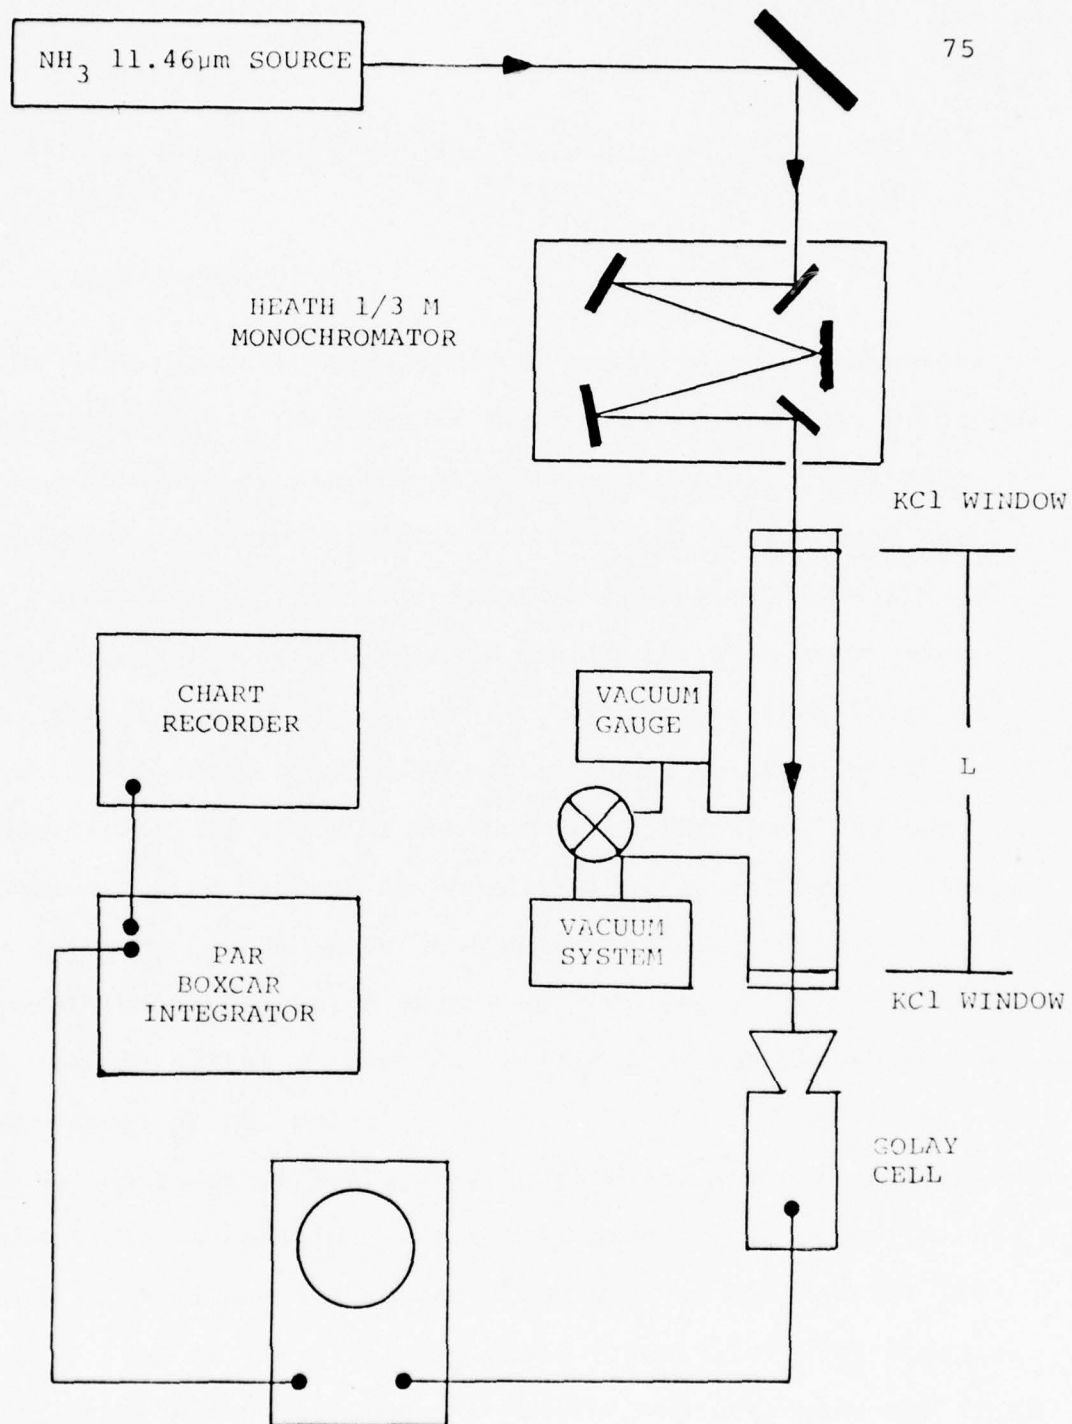 75
NH3 11.46µm SOURCE
HEATH 1/3 M
MONOCHROMATOR
KCl WINDOW
CHART
RECORDER
VACUUM
GAUGE
L
VACUUM
SYSTEM
PAR
BOXCAR
INTEGRATOR
KCl WINDOW
GOLAY
CELL